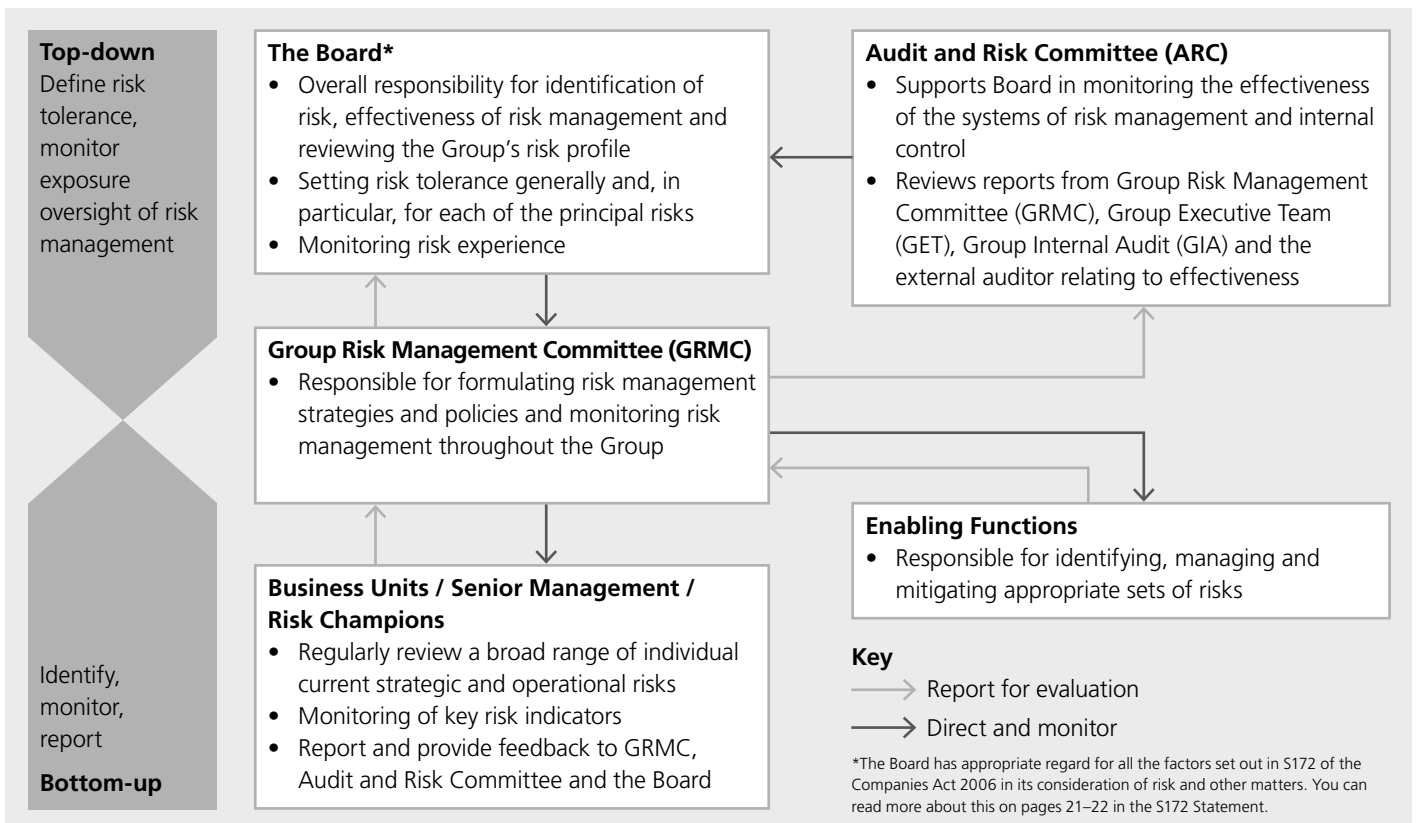 Top-down
Define risk
tolerance,
monitor
exposure
oversight of risk
management
The Board*
• Overall responsibility for identification of
risk, effectiveness of risk management and
reviewing the Group's risk profile
• Setting risk tolerance generally and, in
particular, for each of the principal risks
• Monitoring risk experience
Audit and Risk Committee (ARC)
• Supports Board in monitoring the effectiveness
of the systems of risk management and internal
control
• Reviews reports from Group Risk Management
Committee (GRMC), Group Executive Team
(GET), Group Internal Audit (GIA) and the
external auditor relating to effectiveness
Group Risk Management Committee (GRMC)
• Responsible for formulating risk management
strategies and policies and monitoring risk
management throughout the Group
Enabling Functions
• Responsible for identifying, managing and
mitigating appropriate sets of risks
Identify,
monitor,
report
Bottom-up
Business Units / Senior Management /
Risk Champions
• Regularly review a broad range of individual
current strategic and operational risks
• Monitoring of key risk indicators
• Report and provide feedback to GRMC,
Audit and Risk Committee and the Board
Key
Report for evaluation
Direct and monitor
*The Board has appropriate regard for all the factors set out in S172 of the
Companies Act 2006 in its consideration of risk and other matters. You can
read more about this on pages 21–22 in the S172 Statement.